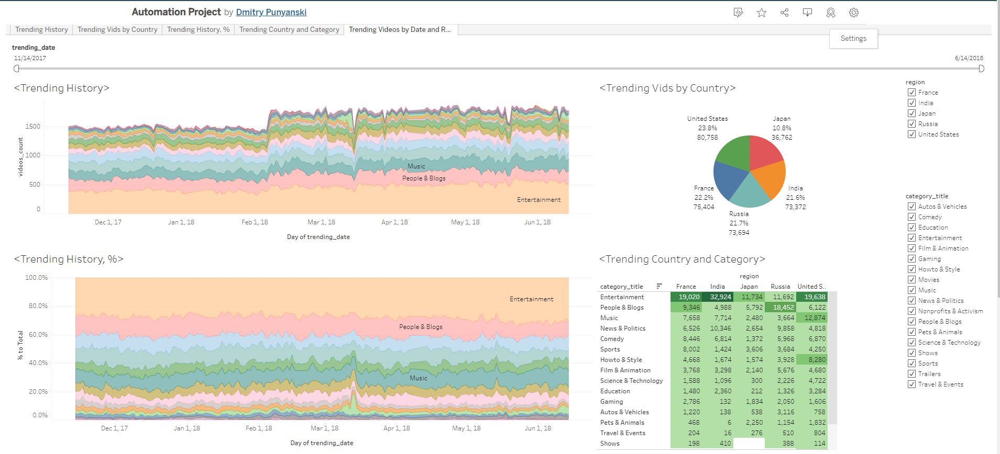 Automation Project by Dmitry Punyanski
Trending History
Trending Vids by Country
Trending History, %
Trending Country and Category
Trending Videos by Date and R...
Settings
trending_date
11/14/2017
6/14/2018
<Trending History>
videos_count
1500
1000
500
0
Music
People & Blogs
Entertainment
Dec 1, 17
Jan 1, 18
Feb 1, 18
Mar 1, 18
Apr 1, 18
May 1, 18
Jun 1, 18
Day of trending_date
<Trending Vids by Country>
United States
23.8%
80,758
Japan
10.8%
36,762
France
22.2%
75,404
India
21.6%
73,372
Russia
21.7%
73,694
region
France
India
Japan
Russia
United States
<Trending History, %>
% to Total
100.0%
80.0%
60.0%
40.0%
20.0%
0.0%
Entertainment
People & Blogs
Music
Dec 1, 17
Jan 1, 18
Feb 1, 18
Mar 1, 18
Apr 1, 18
May 1, 18
Jun 1, 18
Day of trending_date
<Trending Country and Category>
region
category_title France India Japan Russia United S..
Entertainment 19,020 32,924 11,734 11,692 19,638
People & Blogs 9,346 4,988 5,792 18,452 6,122
Music 7,658 7,714 2,480 3,664 12,874
News & Politics 6,526 10,346 2,654 9,858 4,818
Comedy 8,446 6,814 1,372 5,968 6,870
Sports 8,002 1,424 3,606 3,684 4,250
Howto & Style 4,668 1,674 1,574 3,928 8,280
Film & Animation 3,768 3,298 2,140 5,676 4,680
Science & Technology 1,588 1,096 300 2,226 4,722
Education 1,480 2,360 212 1,326 3,284
Gaming 2,786 132 1,834 2,050 1,606
Autos & Vehicles 1,220 138 538 3,116 758
Pets & Animals 468 6 2,250 1,154 1,832
Travel & Events 204 16 276 510 804
Shows 198 410 388 114
category_title
Autos & Vehicles
Comedy
Education
Entertainment
Film & Animation
Gaming
Howto & Style
Movies
Music
News & Politics
Nonprofits & Activism
People & Blogs
Pets & Animals
Science & Technology
Shows
Sports
Trailers
Travel & Events